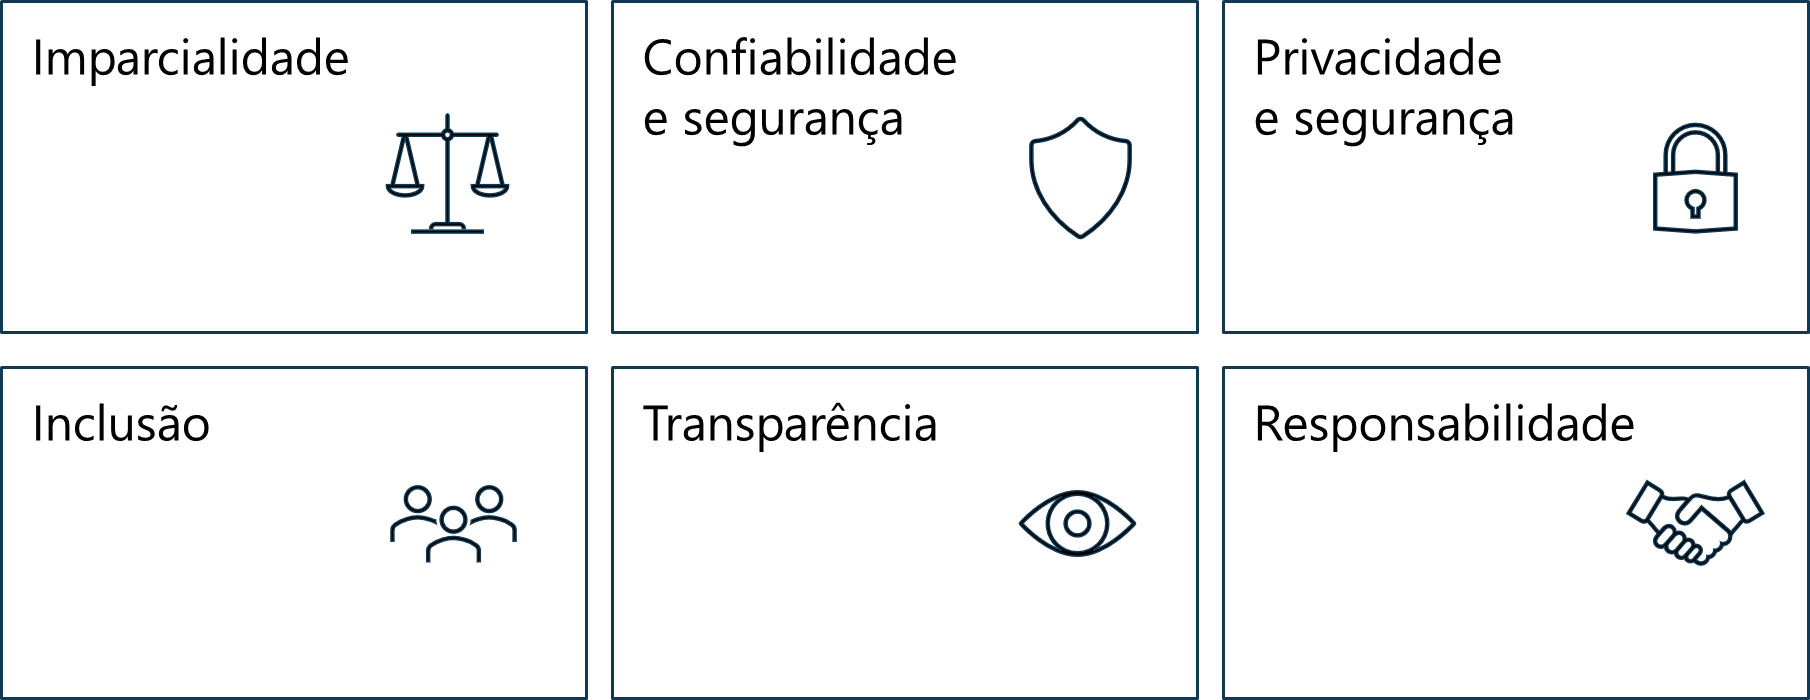 Imparcialidade
Confiabilidade
e segurança
Privacidade
e segurança
Inclusão
Transparência
Responsabilidade